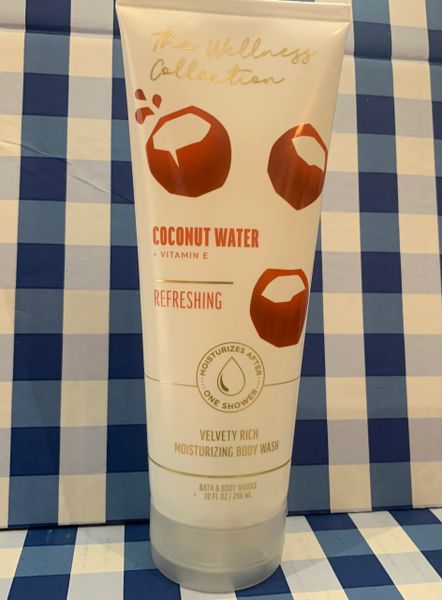 The Wellness
Collection
COCONUT WATER
+ VITAMIN E
REFRESHING
MOISTURIZES AFTER
ONE SHOWER
VELVETY RICH
MOISTURIZING BODY WASH
BATH & BODY WORKS
10 FL OZ / 296 mL